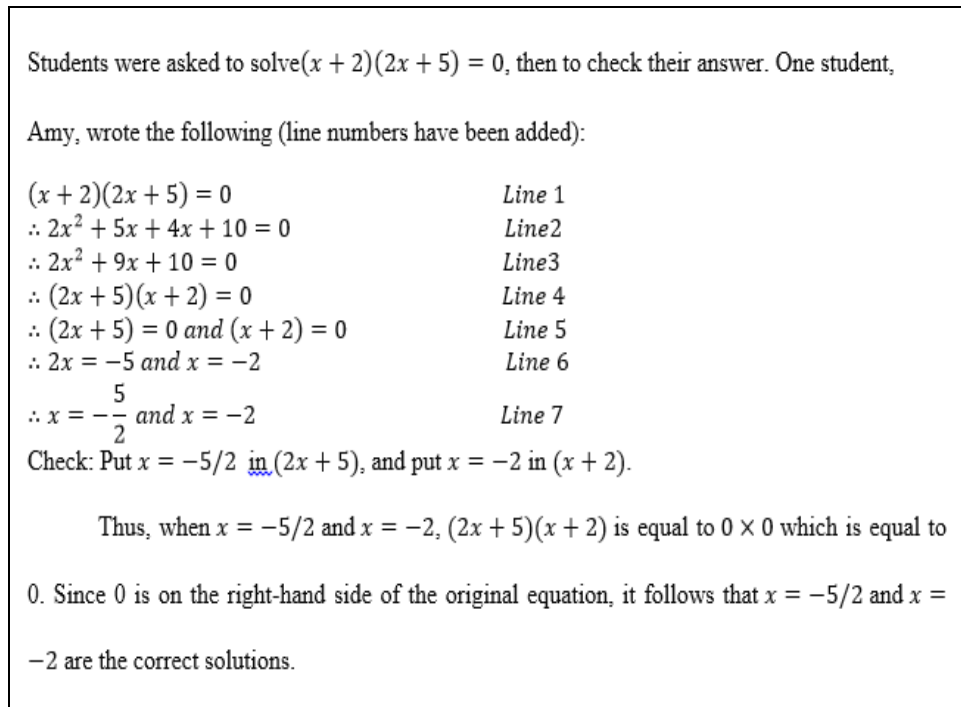 Students were asked to solve(x + 2)(2x + 5) = 0, then to check their answer. One student,
Amy, wrote the following (line numbers have been added):
(x + 2)(2x + 5) = 0 Line 1
∴ 2x² + 5x + 4x + 10 = 0 Line2
∴ 2x² + 9x + 10 = 0 Line3
∴ (2x + 5)(x + 2) = 0 Line 4
∴ (2x + 5) = 0 and (x + 2) = 0 Line 5
∴ 2x = −5 and x = −2 Line 6
∴ x = −5/2 and x = −2 Line 7
Check: Put x = −5/2 in (2x + 5), and put x = −2 in (x + 2).
Thus, when x = −5/2 and x = −2, (2x + 5)(x + 2) is equal to 0 × 0 which is equal to
0. Since 0 is on the right-hand side of the original equation, it follows that x = −5/2 and x =
−2 are the correct solutions.